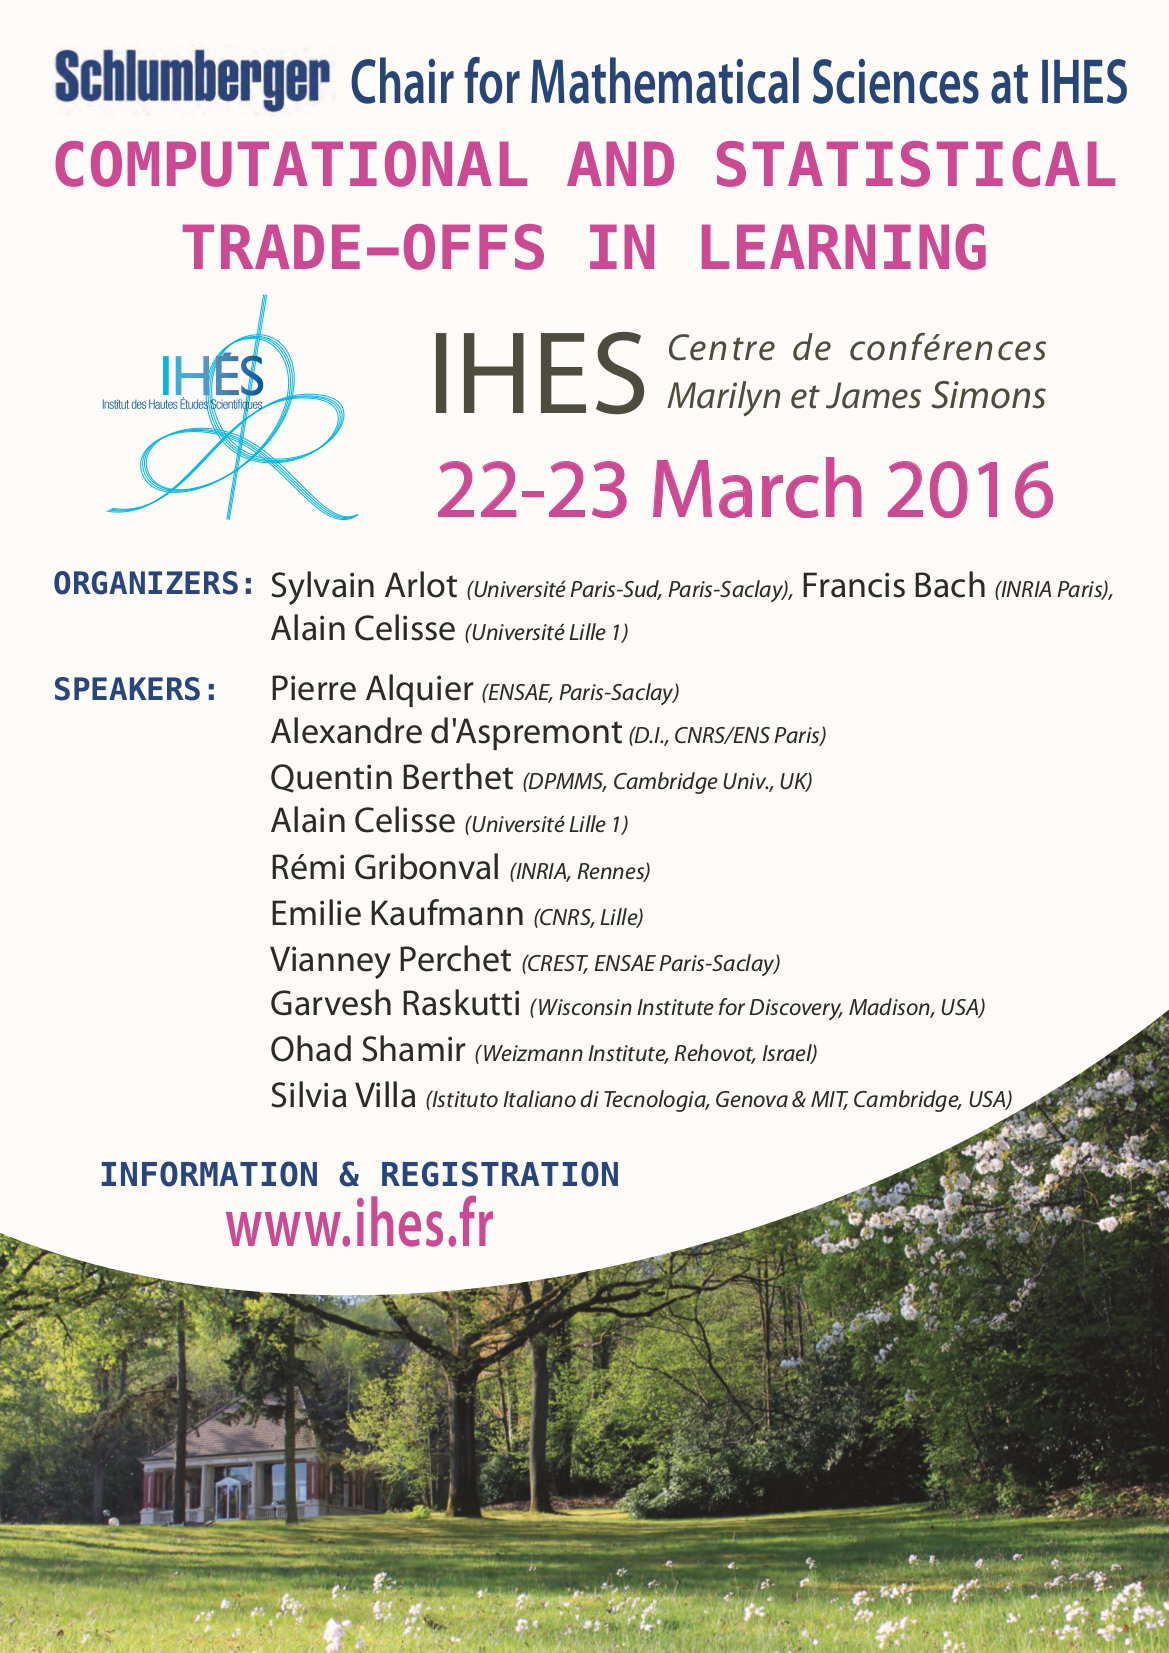 Schlumberger Chair for Mathematical Sciences at IHES
COMPUTATIONAL AND STATISTICAL
TRADE-OFFS IN LEARNING
IHÉS
Institut des Hautes Études Scientifiques
IHES Centre de conférences
Marilyn et James Simons
22-23 March 2016
ORGANIZERS: Sylvain Arlot (Université Paris-Sud, Paris-Saclay), Francis Bach (INRIA Paris),
Alain Celisse (Université Lille 1)
SPEAKERS: Pierre Alquier (ENSAE, Paris-Saclay)
Alexandre d'Aspremont (D.I., CNRS/ENS Paris)
Quentin Berthet (DPMMS, Cambridge Univ., UK)
Alain Celisse (Université Lille 1)
Rémi Gribonval (INRIA, Rennes)
Emilie Kaufmann (CNRS, Lille)
Vianney Perchet (CREST, ENSAE Paris-Saclay)
Garvesh Raskutti (Wisconsin Institute for Discovery, Madison, USA)
Ohad Shamir (Weizmann Institute, Rehovot, Israel)
Silvia Villa (Istituto Italiano di Tecnologia, Genova & MIT, Cambridge, USA)
INFORMATION & REGISTRATION
www.ihes.fr